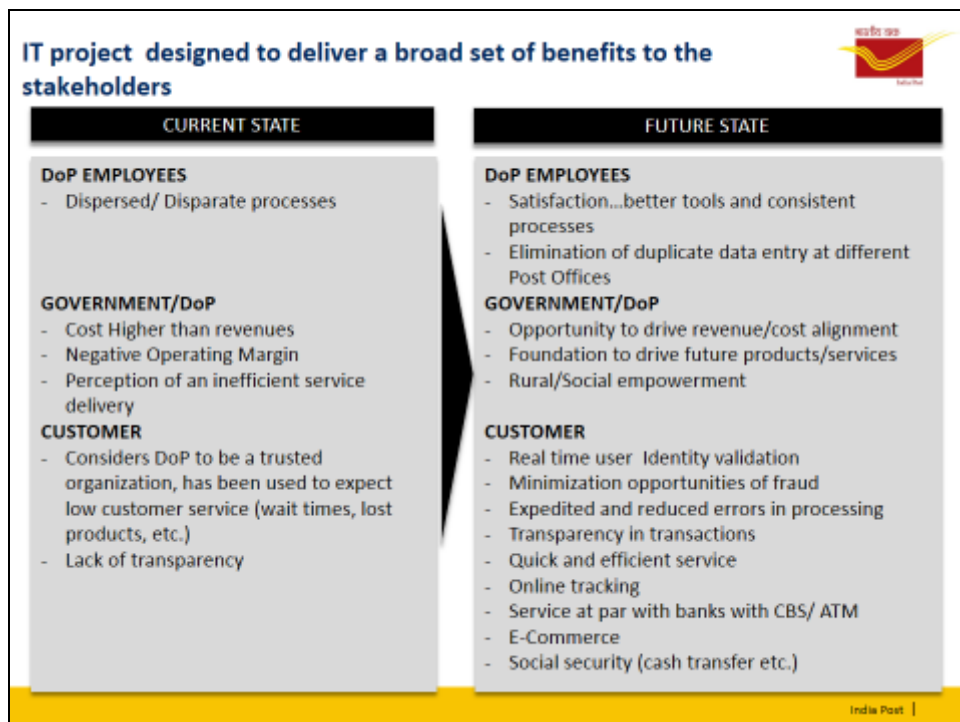 IT project designed to deliver a broad set of benefits to the
stakeholders
भारतीय डाक
India Post
CURRENT STATE
DoP EMPLOYEES
- Dispersed/ Disparate processes
GOVERNMENT/DoP
- Cost Higher than revenues
- Negative Operating Margin
- Perception of an inefficient service
delivery
CUSTOMER
- Considers DoP to be a trusted
organization, has been used to expect
low customer service (wait times, lost
products, etc.)
- Lack of transparency
FUTURE STATE
DoP EMPLOYEES
- Satisfaction...better tools and consistent
processes
- Elimination of duplicate data entry at different
Post Offices
GOVERNMENT/DoP
- Opportunity to drive revenue/cost alignment
- Foundation to drive future products/services
- Rural/Social empowerment
CUSTOMER
- Real time user Identity validation
- Minimization opportunities of fraud
- Expedited and reduced errors in processing
- Transparency in transactions
- Quick and efficient service
- Online tracking
- Service at par with banks with CBS/ ATM
- E-Commerce
- Social security (cash transfer etc.)
India Post |